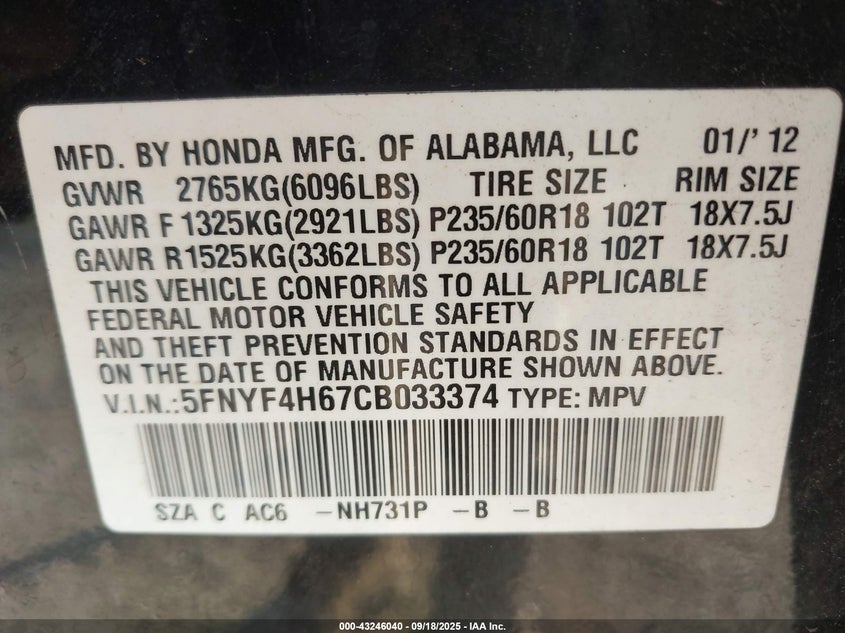 MFD. BY HONDA MFG. OF ALABAMA, LLC 01/' 12
GVWR 2765KG(6096LBS) TIRE SIZE RIM SIZE
GAWR F1325KG(2921LBS) P235/60R18 102T 18X7.5J
GAWR R1525KG(3362LBS) P235/60R18 102T 18X7.5J
THIS VEHICLE CONFORMS TO ALL APPLICABLE
FEDERAL MOTOR VEHICLE SAFETY
AND THEFT PREVENTION STANDARDS IN EFFECT
ON THE DATE OF MANUFACTURE SHOWN ABOVE.
V.I.N.:5FNYF4H67CB033374 TYPE: MPV
SZA C AC6 -NH731P -B -B
000-43246040 - 09/18/2025 - IAA Inc.